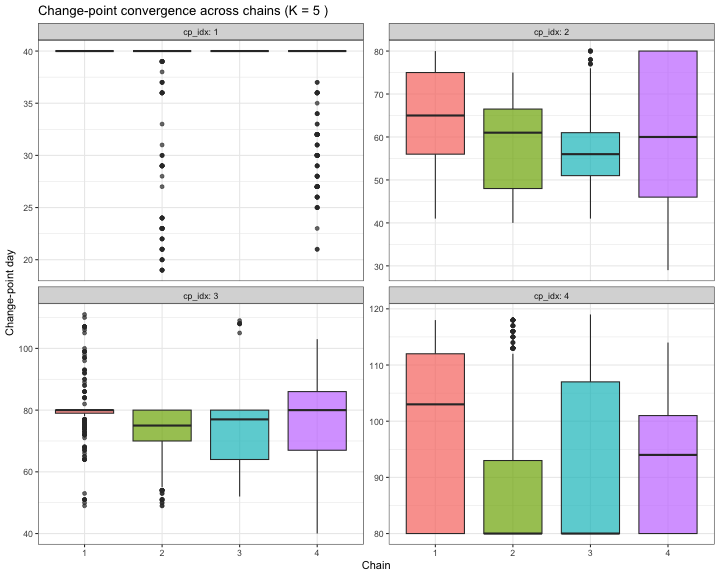 Change-point convergence across chains (K = 5 )
cp_idx: 1
cp_idx: 2
40
35
30
25
20
80
70
60
50
40
30
Change-point day
cp_idx: 3
cp_idx: 4
100
80
60
40
120
110
100
90
80
1 2 3 4
1 2 3 4
Chain